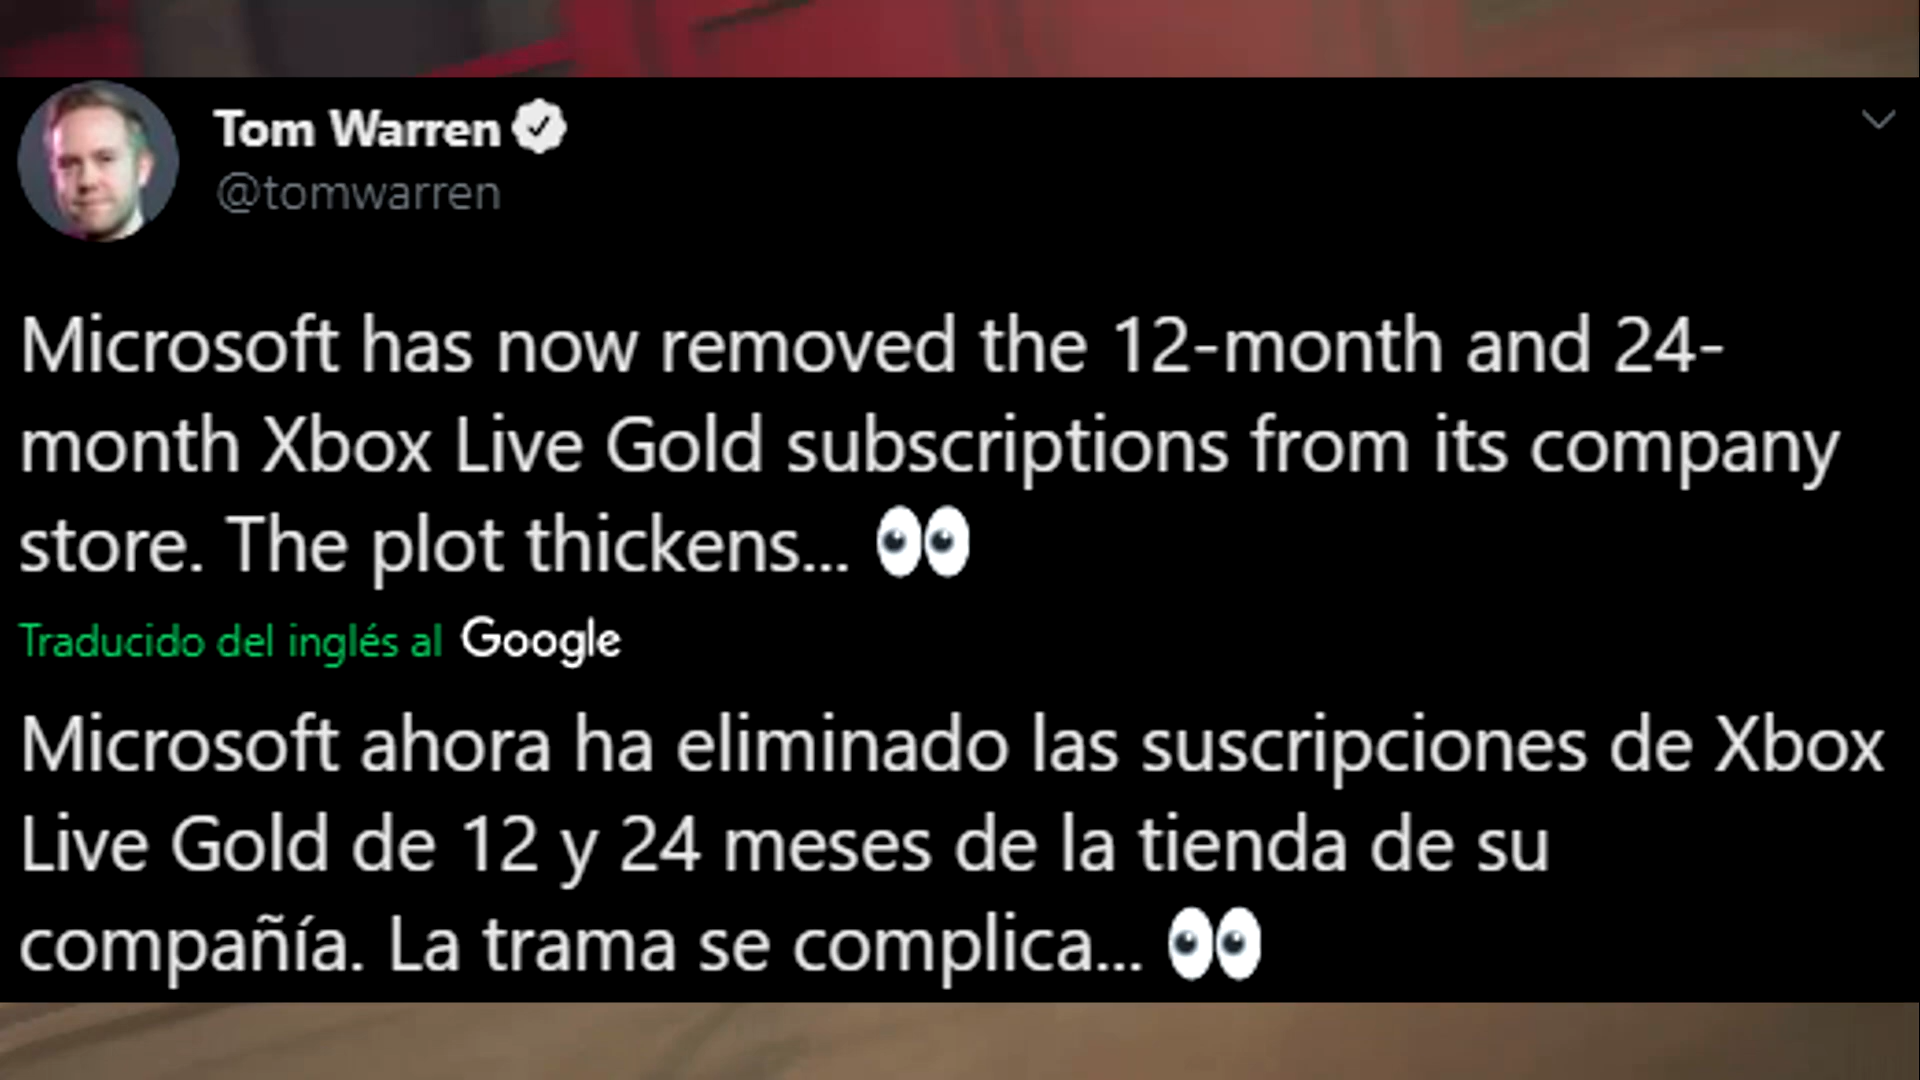 Tom Warren
@tomwarren
Microsoft has now removed the 12-month and 24-
month Xbox Live Gold subscriptions from its company
store. The plot thickens... 👀
Traducido del inglés al Google
Microsoft ahora ha eliminado las suscripciones de Xbox
Live Gold de 12 y 24 meses de la tienda de su
compañía. La trama se complica... 👀